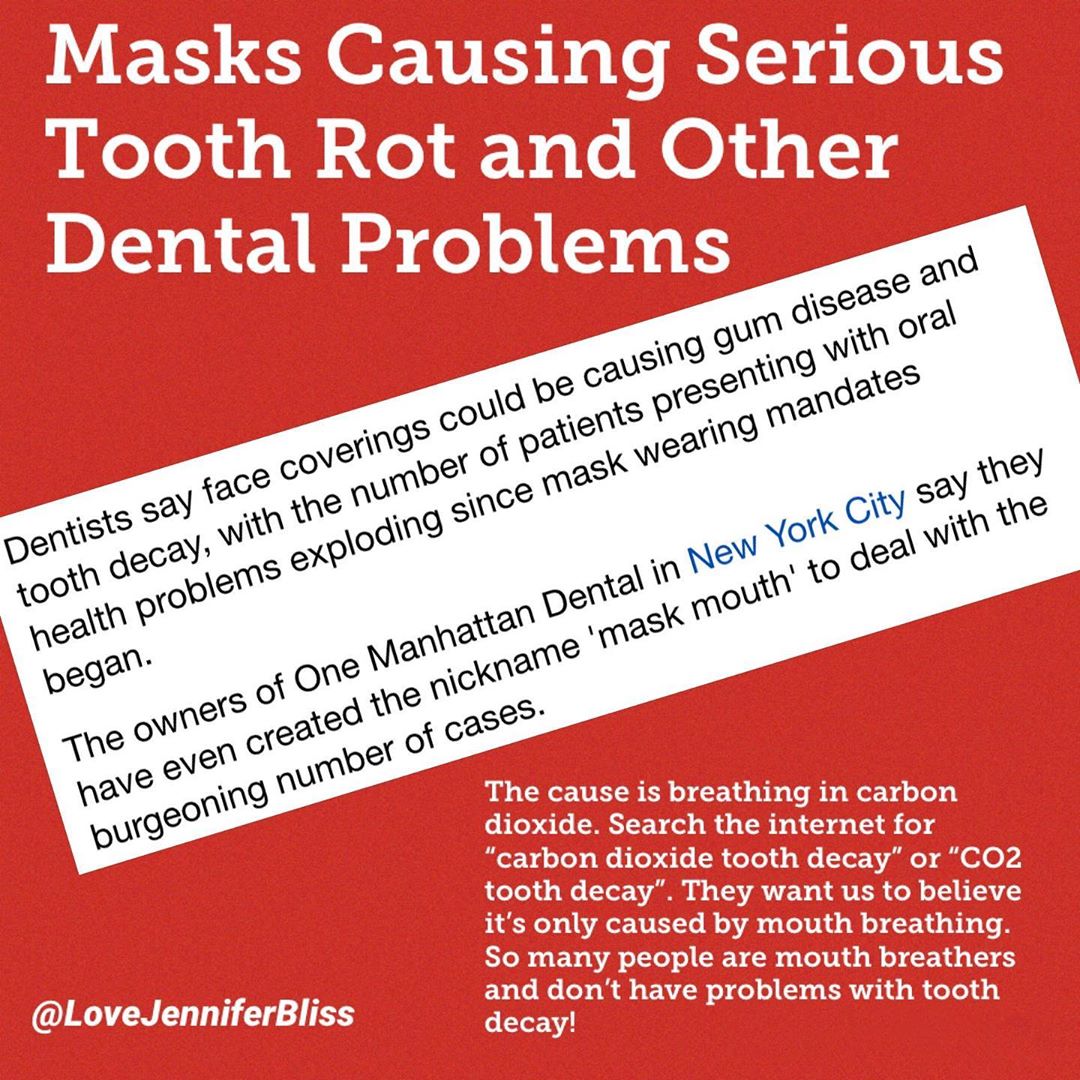 Masks Causing Serious
Tooth Rot and Other
Dental Problems
Dentists say face coverings could be causing gum disease and
tooth decay, with the number of patients presenting with oral
health problems exploding since mask wearing mandates
began.
The owners of One Manhattan Dental in New York City say they
have even created the nickname 'mask mouth' to deal with the
burgeoning number of cases.
The cause is breathing in carbon
dioxide. Search the internet for
“carbon dioxide tooth decay” or “CO2
tooth decay”. They want us to believe
it’s only caused by mouth breathing.
So many people are mouth breathers
and don’t have problems with tooth
decay!
@LoveJenniferBliss